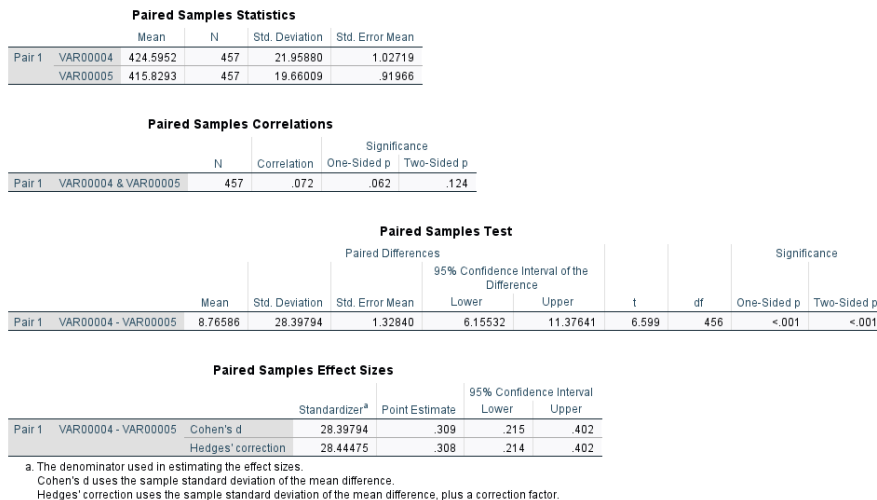 Paired Samples Statistics
Mean N Std. Deviation Std. Error Mean
Pair 1 VAR00004 424.5952 457 21.95880 1.02719
VAR00005 415.8293 457 19.66009 .91966
Paired Samples Correlations
Significance
N Correlation One-Sided p Two-Sided p
Pair 1 VAR00004 & VAR00005 457 .072 .062 .124
Paired Samples Test
Paired Differences Significance
95% Confidence Interval of the
Difference
Mean Std. Deviation Std. Error Mean Lower Upper t df One-Sided p Two-Sided p
Pair 1 VAR00004 - VAR00005 8.76586 28.39794 1.32840 6.15532 11.37641 6.599 456 <.001 <.001
Paired Samples Effect Sizes
95% Confidence Interval
Standardizerᵃ Point Estimate Lower Upper
Pair 1 VAR00004 - VAR00005 Cohen's d 28.39794 .309 .215 .402
Hedges' correction 28.44475 .308 .214 .402
a. The denominator used in estimating the effect sizes.
Cohen's d uses the sample standard deviation of the mean difference.
Hedges' correction uses the sample standard deviation of the mean difference, plus a correction factor.